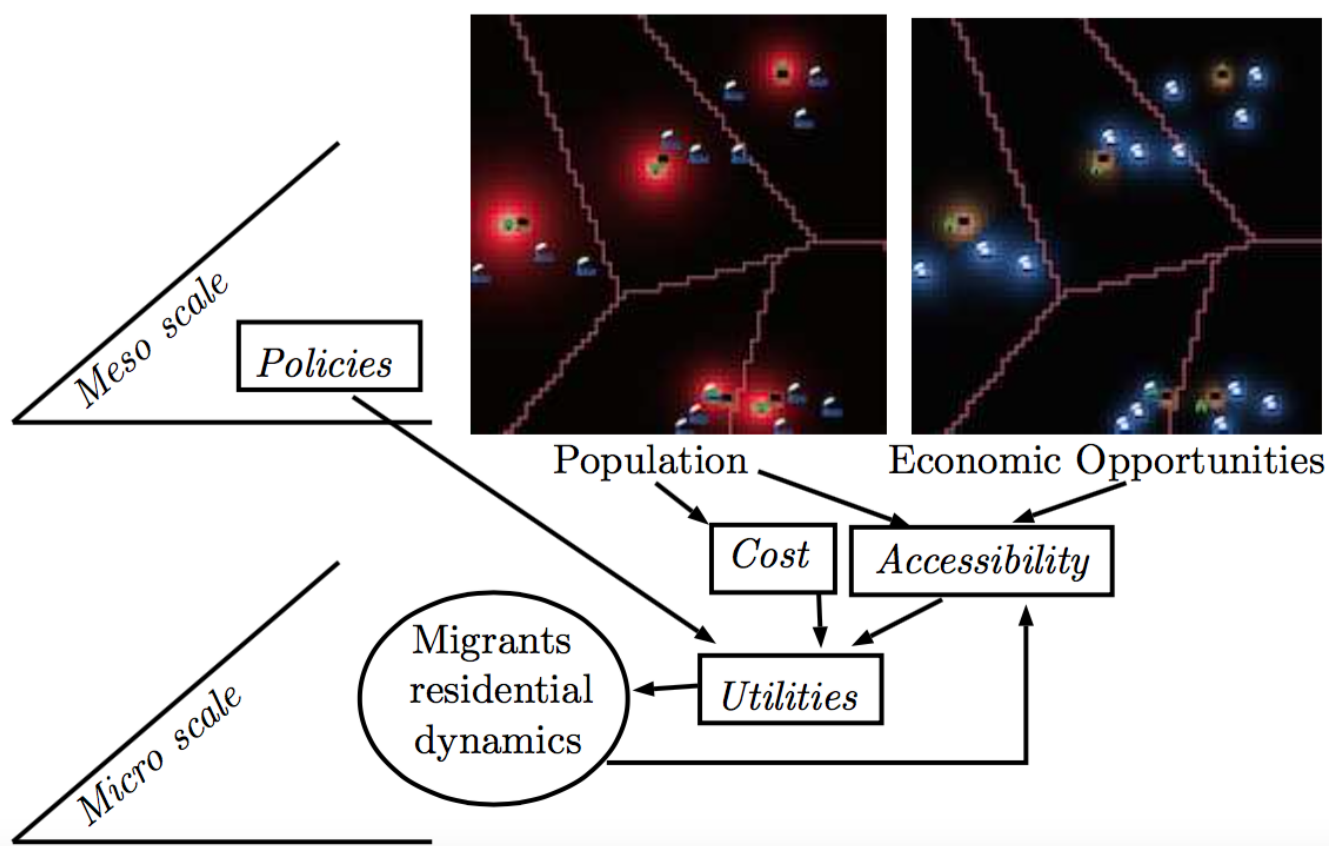 Meso scale
Policies
Population
Economic Opportunities
Cost
Accessibility
Migrants
residential
dynamics
Utilities
Micro scale